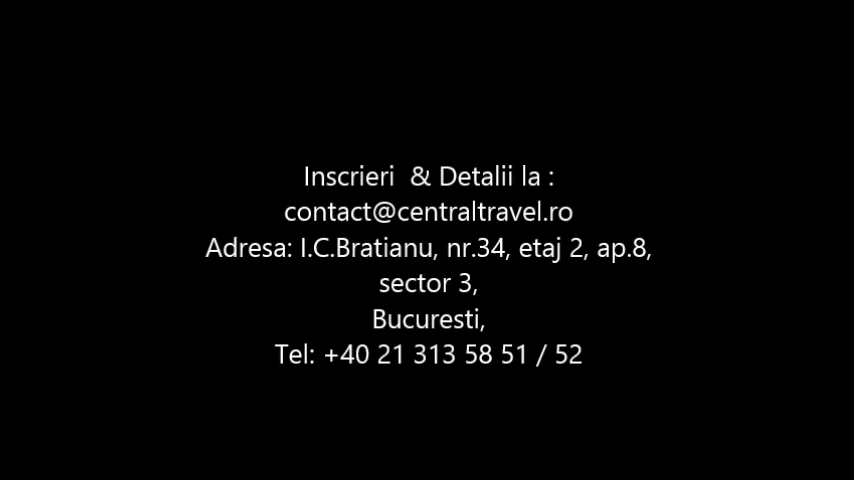 Inscrieri  & Detalii la :
contact@centraltravel.ro
Adresa: I.C.Bratianu, nr.34, etaj 2, ap.8,
sector 3,
Bucuresti,
Tel: +40 21 313 58 51 / 52